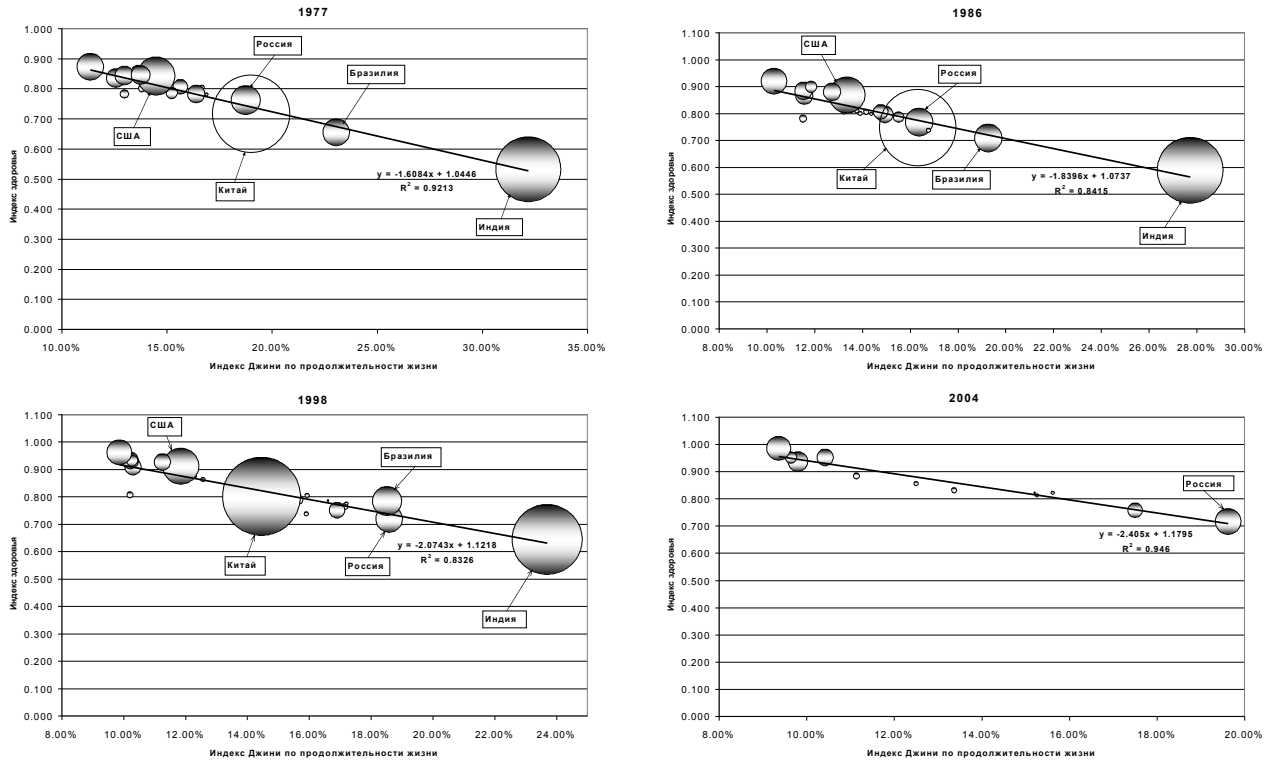 1977
1.000
0.900
0.800
0.700
0.600
0.500
0.400
0.300
0.200
0.100
0.000
10.00% 15.00% 20.00% 25.00% 30.00% 35.00%
Индекс здоровья
Индекс Джини по продолжительности жизни
Россия
Бразилия
США
Китай
Индия
y = -1.6084x + 1.0446
R² = 0.9213
1986
1.100
1.000
0.900
0.800
0.700
0.600
0.500
0.400
0.300
0.200
0.100
0.000
8.00% 10.00% 12.00% 14.00% 16.00% 18.00% 20.00% 22.00% 24.00% 26.00% 28.00% 30.00%
Индекс здоровья
Индекс Джини по продолжительности жизни
США
Россия
Китай
Бразилия
Индия
y = -1.8396x + 1.0737
R² = 0.8415
1998
1.100
1.000
0.900
0.800
0.700
0.600
0.500
0.400
0.300
0.200
0.100
0.000
8.00% 10.00% 12.00% 14.00% 16.00% 18.00% 20.00% 22.00% 24.00%
Индекс здоровья
Индекс Джини по продолжительности жизни
США
Бразилия
Китай
Россия
Индия
y = -2.0743x + 1.1218
R² = 0.8326
2004
1.100
1.000
0.900
0.800
0.700
0.600
0.500
0.400
0.300
0.200
0.100
0.000
8.00% 10.00% 12.00% 14.00% 16.00% 18.00% 20.00%
Индекс здоровья
Индекс Джини по продолжительности жизни
Россия
y = -2.405x + 1.1795
R² = 0.946